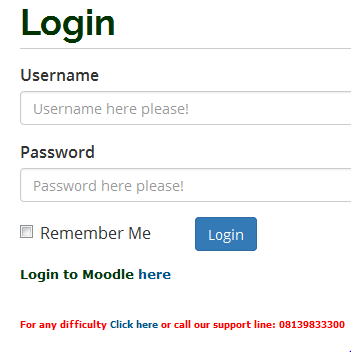 Login
Username
Username here please!
Password
Password here please!
Remember Me
Login
Login to Moodle here
For any difficulty Click here or call our support line: 08139833300